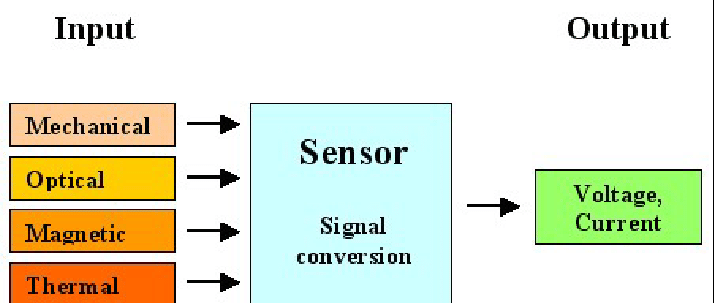 Input
Output
Mechanical
Optical
Magnetic
Thermal
Sensor
Signal
conversion
Voltage,
Current